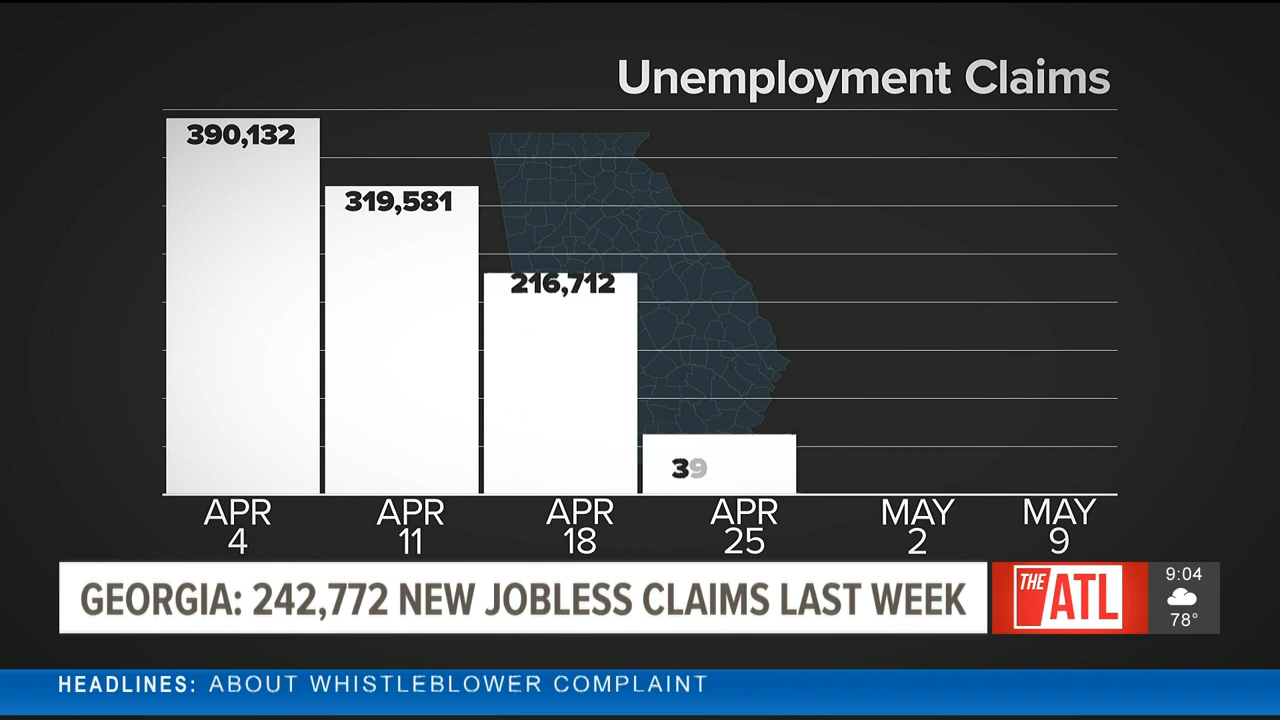 Unemployment Claims
390,132
319,581
216,712
39
APR
4
APR
11
APR
18
APR
25
MAY
2
MAY
9
GEORGIA: 242,772 NEW JOBLESS CLAIMS LAST WEEK
THE
ATL
9:04
78°
HEADLINES: ABOUT WHISTLEBLOWER COMPLAINT